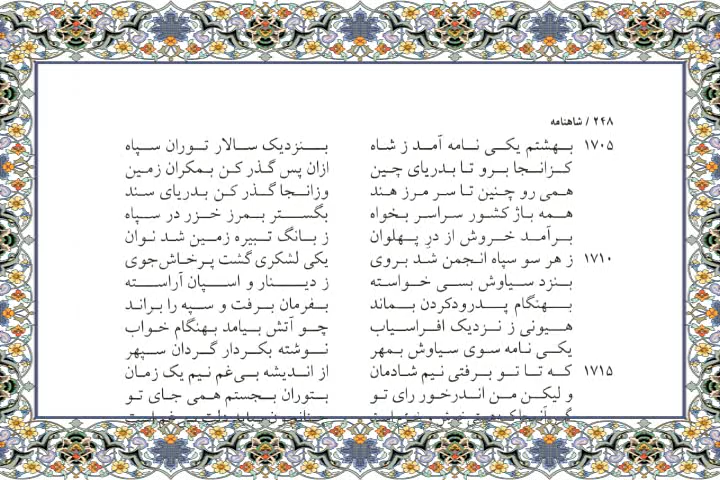 ۲۴۸ / شاهنامه
۱۷۰۵ بهشتم یکی نامه آمد ز شاه بنزدیک سالار توران سپاه
کزانجا برو تا بدریای چین ازان پس گذر کن بمکران زمین
همی رو چنین تا سر مرز هند وزانجا گذر کن بدریای سند
همه باژ کشور سراسر بخواه بگستر بمرز خزر در سپاه
برآمد خروش از درِ پهلوان ز بانگ تبیره زمین شد نوان
۱۷۱۰ ز هر سو سپاه انجمن شد بروی یکی لشکری گشت پرخاش‌جوی
بنزد سیاوش بسی خواسته ز دینار و اسپان آراسته
بهنگام پدرودکردن بماند بفرمان برفت و سپه را براند
هیونی ز نزدیک افراسیاب چو آتش بیامد بهنگام خواب
یکی نامه سوی سیاوش بمهر نوشته بکردار گردان سپهر
۱۷۱۵ که تا تو برفتی نیم شادمان از اندیشه بی‌غم نیم یک زمان
و لیکن من اندرخور رای تو بتوران بجستم همی جای تو